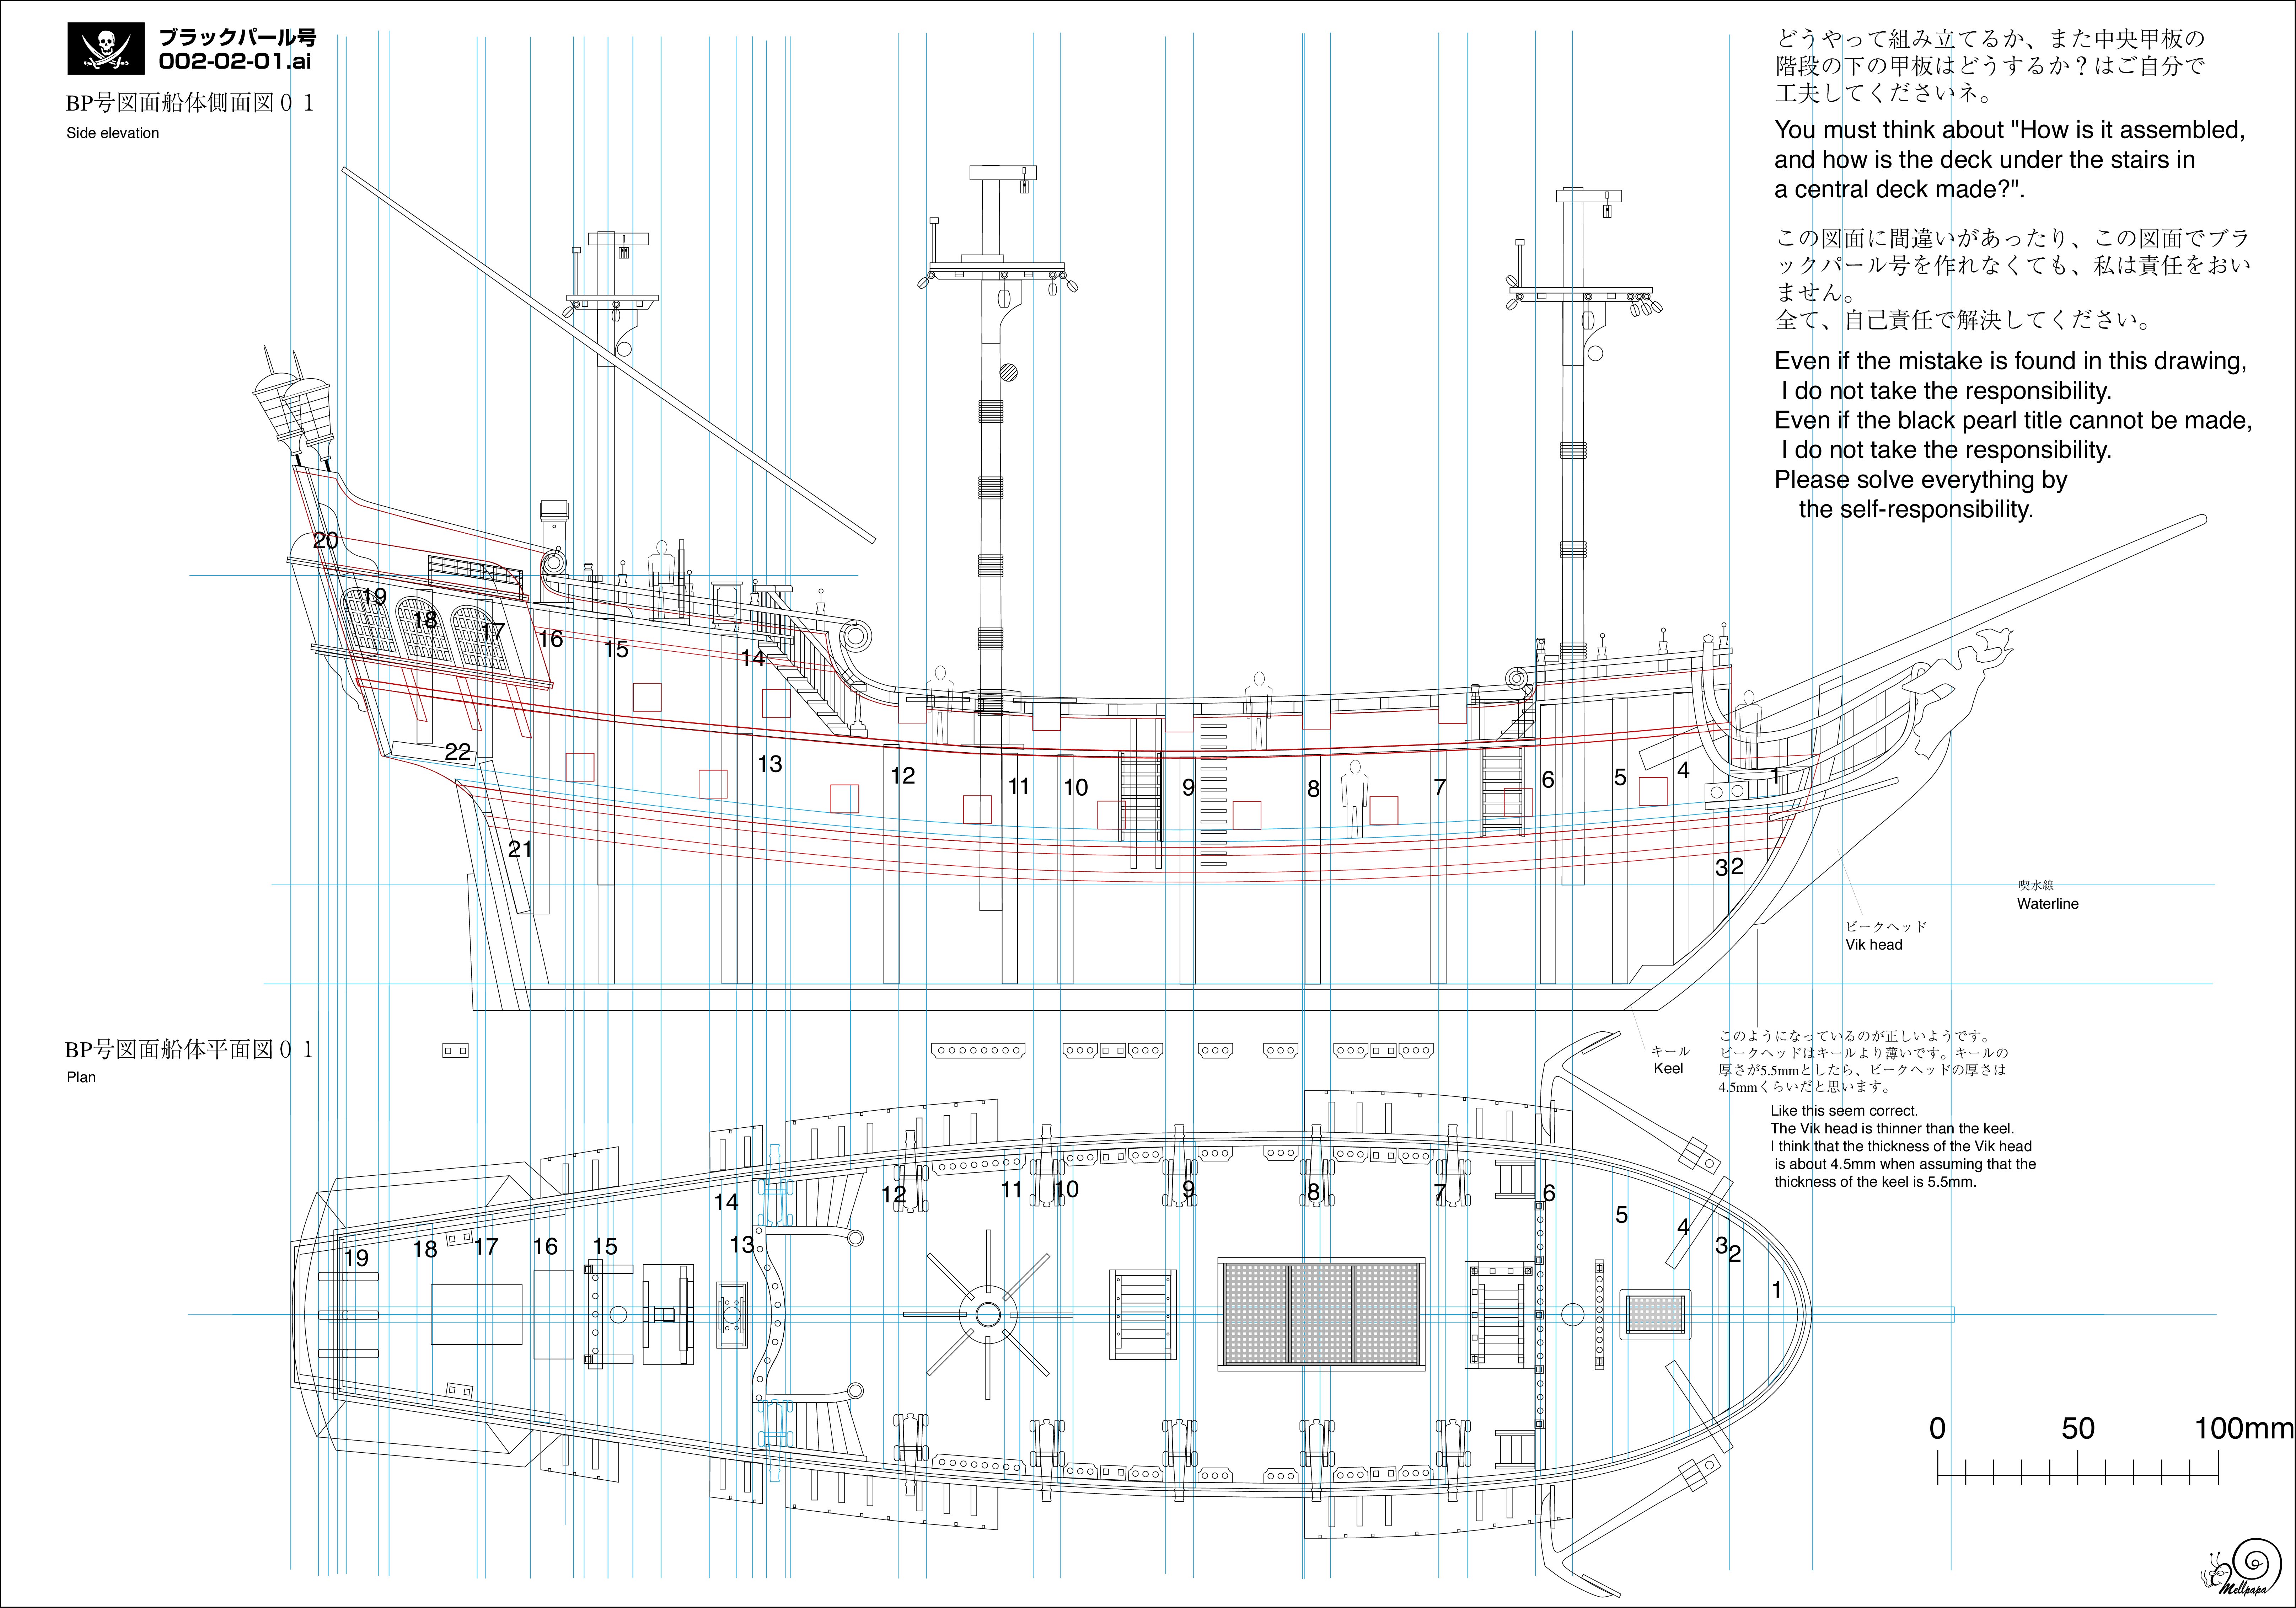 ブラックパール号
002-02-01.ai
BP号図面船体側面図０１
Side elevation
どうやって組み立てるか、また中央甲板の
階段の下の甲板はどうするか？はご自分で
工夫してくださいネ。
You must think about "How is it assembled,
and how is the deck under the stairs in
a central deck made?".
この図面に間違いがあったり、この図面でブラ
ックパール号を作れなくても、私は責任をおい
ません。
全て、自己責任で解決してください。
Even if the mistake is found in this drawing,
I do not take the responsibility.
Even if the black pearl title cannot be made,
I do not take the responsibility.
Please solve everything by
the self-responsibility.
20
19
18
17
16
15
14
22
13
12
11
10
9
8
7
6
5
4
1
21
3
2
喫水線
Waterline
ビークヘッド
Vik head
キール
Keel
このようになっているのが正しいようです。
ビークヘッドはキールより薄いです。キールの
厚さが5.5mmとしたら、ビークヘッドの厚さは
4.5mmくらいだと思います。
Like this seem correct.
The Vik head is thinner than the keel.
I think that the thickness of the Vik head
is about 4.5mm when assuming that the
thickness of the keel is 5.5mm.
BP号図面船体平面図０１
Plan
19
18
17
16
15
14
13
12
11
10
9
8
7
6
5
4
3
2
1
0 50 100mm
Mellpapa